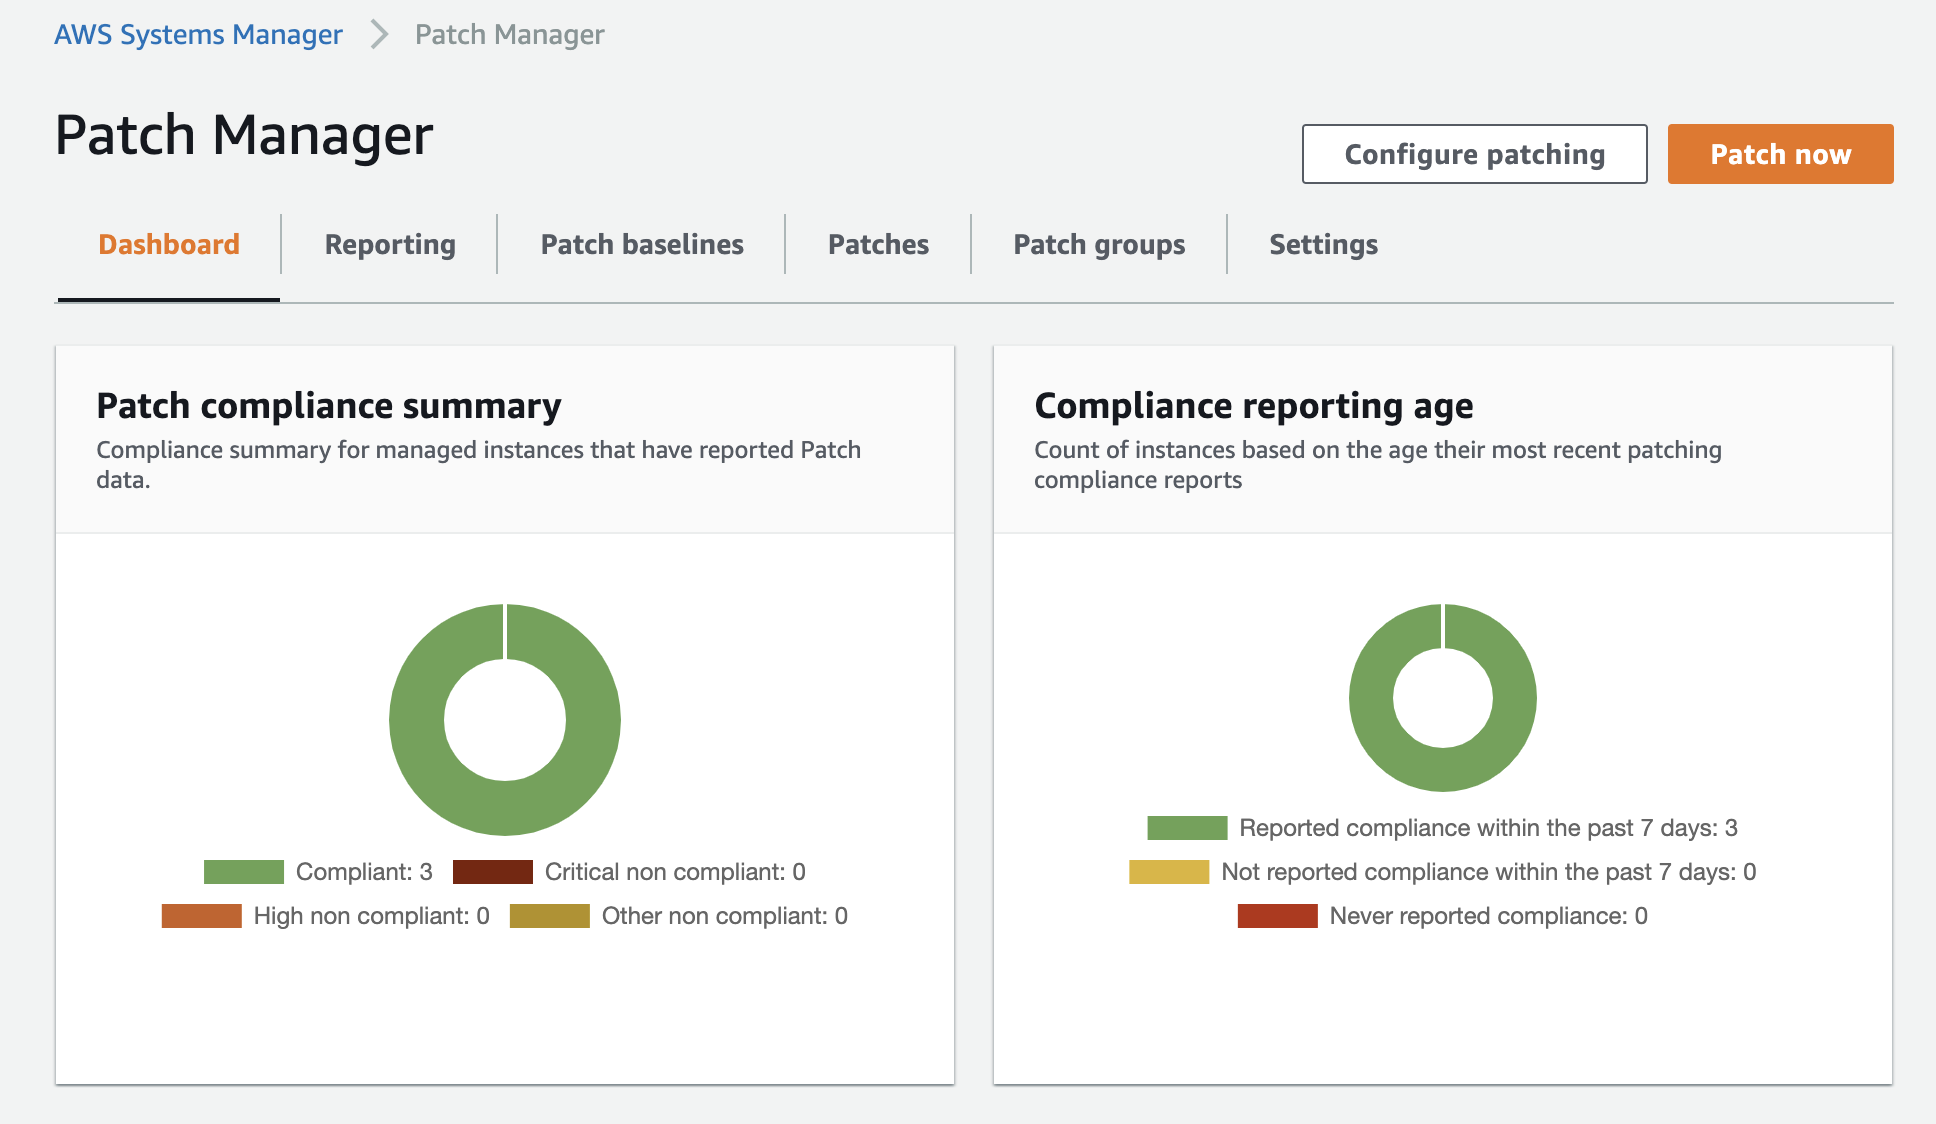 AWS Systems Manager Patch Manager
Patch Manager
Configure patching Patch now
Dashboard Reporting Patch baselines Patches Patch groups Settings
Patch compliance summary
Compliance summary for managed instances that have reported Patch
data.
Compliant: 3 Critical non compliant: 0
High non compliant: 0 Other non compliant: 0
Compliance reporting age
Count of instances based on the age their most recent patching
compliance reports
Reported compliance within the past 7 days: 3
Not reported compliance within the past 7 days: 0
Never reported compliance: 0